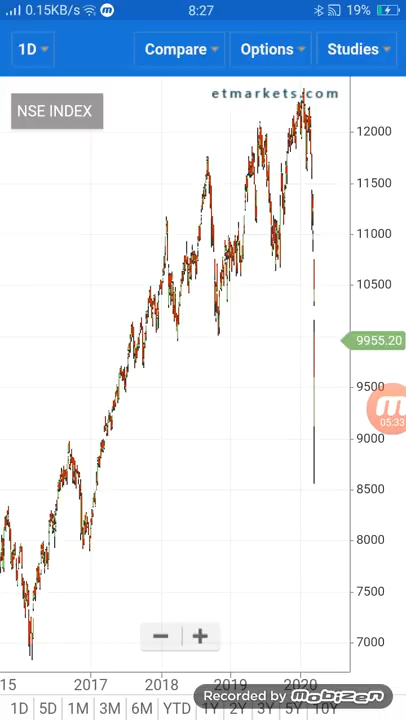 0.15KB/s 8:27 19%
1D Compare Options Studies
etmarkets.com
NSE INDEX
12000
11500
11000
10500
9955.20
9500
05:33
9000
8500
8000
7500
7000
15 2017 2018 2019 2020
Recorded by mobizen
1D 5D 1M 3M 6M YTD 1Y 2Y 3Y 5Y 10Y